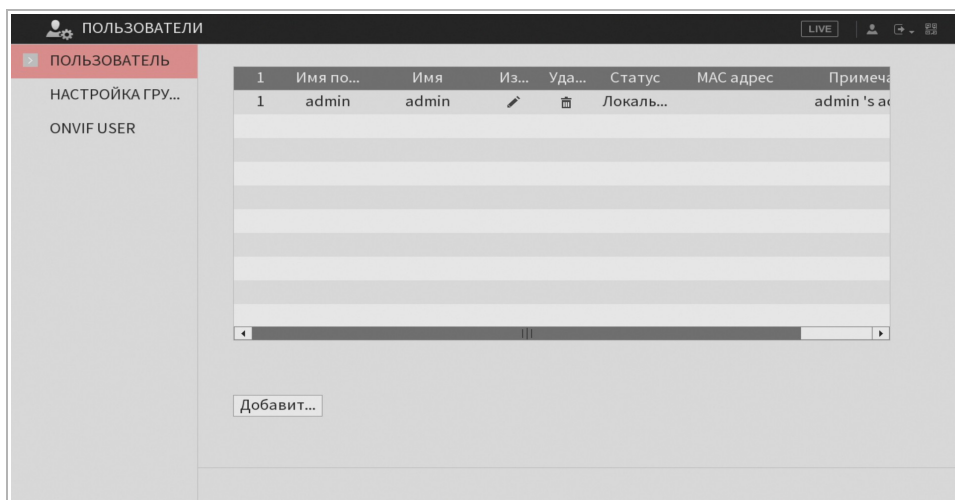 ПОЛЬЗОВАТЕЛИ
LIVE
ПОЛЬЗОВАТЕЛЬ
НАСТРОЙКА ГРУ...
ONVIF USER
1 Имя по... Имя Из... Уда... Статус MAC адрес Примеча
1 admin admin Локаль... admin 's ac
Добавит...